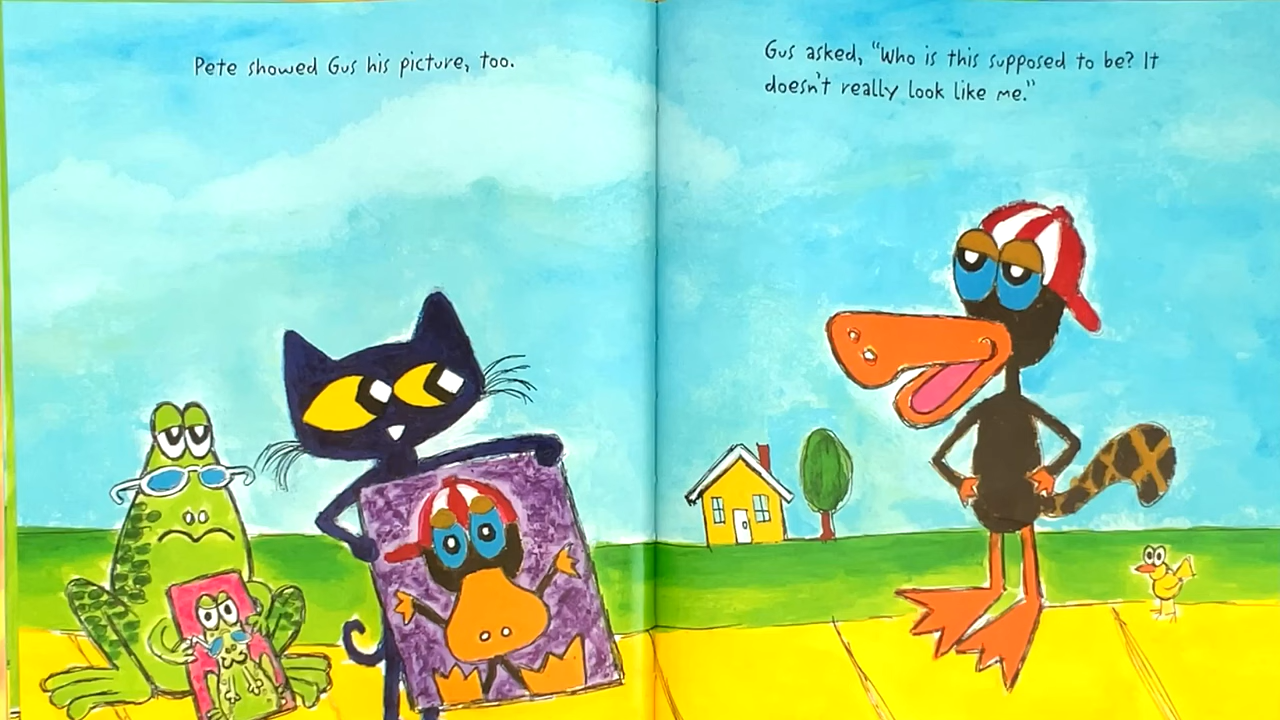 Pete showed Gus his picture, too.
Gus asked, “Who is this supposed to be? It
doesn’t really look like me.”